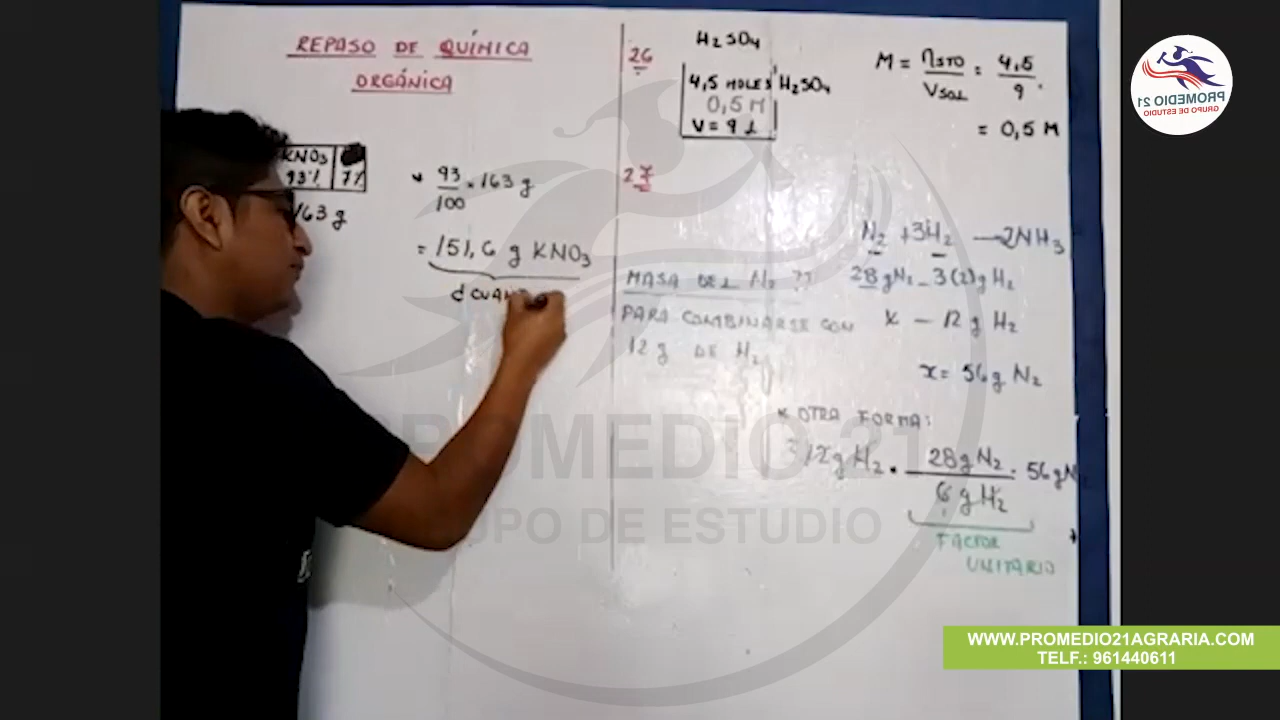 REPASO DE QUÍMICA
ORGÁNICA
KNO3
93% 7%
163 g
93/100 × 163 g
= 151,6 g KNO3
26
H2SO4
4,5 MOLES H2SO4
0,5 M
V = 9 L
M = nSTO/VSOL = 4,5/9
= 0,5 M
27
N2 + 3H2 → 2NH3
MASA DEL N2 ??
28 g N2 - 3(2) g H2
PARA COMBINARSE CON
12 g DE H2
x - 12 g H2
x = 56 g N2
* OTRA FORMA:
12 g H2 . 28 g N2 / 6 g H2 . 56 g N
FACTOR
UNITARIO
PROMEDIO 21
GRUPO DE ESTUDIO
PROMEDIO 21
GRUPO DE ESTUDIO
WWW.PROMEDIO21AGRARIA.COM
TELF.: 961440611